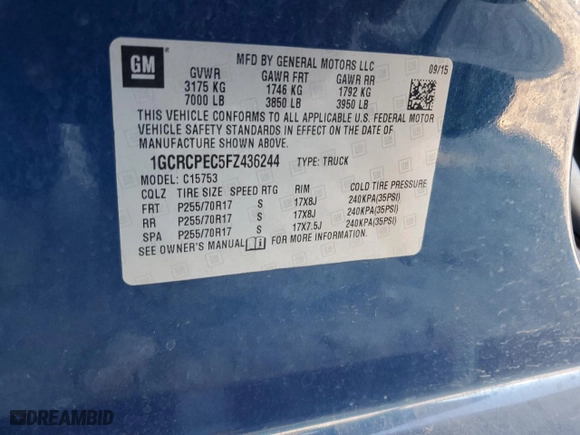 GM
MFD BY GENERAL MOTORS LLC
09/15
GVWR GAWR FRT GAWR RR
3175 KG 1746 KG 1792 KG
7000 LB 3850 LB 3950 LB
THIS VEHICLE CONFORMS TO ALL APPLICABLE U.S. FEDERAL MOTOR
VEHICLE SAFETY STANDARDS IN EFFECT ON THE DATE OF
MANUFACTURE SHOWN ABOVE.
1GCRCPEC5FZ436244 TYPE: TRUCK
MODEL: C15753
CQLZ TIRE SIZE SPEED RTG RIM COLD TIRE PRESSURE
FRT P255/70R17 S 17X8J 240KPA(35PSI)
RR P255/70R17 S 17X8J 240KPA(35PSI)
SPA P255/70R17 S 17X7.5J 240KPA(35PSI)
SEE OWNER'S MANUAL FOR MORE INFORMATION.
DREAMBID